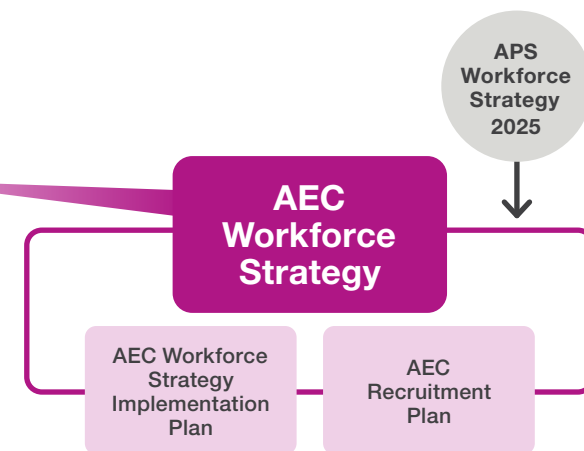 APS
Workforce
Strategy
2025
AEC
Workforce
Strategy
AEC Workforce
Strategy
Implementation
Plan
AEC
Recruitment
Plan